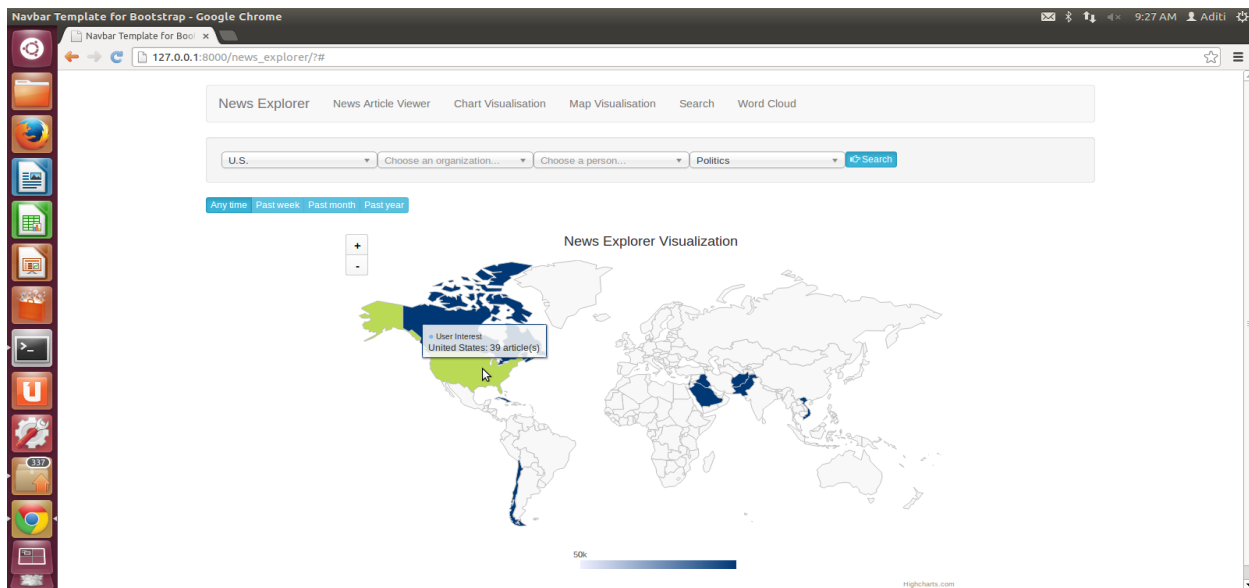 Navbar Template for Bootstrap - Google Chrome
9:27 AM Aditi
Navbar Template for Boo
127.0.0.1:8000/news_explorer/?#
News Explorer News Article Viewer Chart Visualisation Map Visualisation Search Word Cloud
U.S. Choose an organization... Choose a person... Politics Search
Any time Past week Past month Past year
News Explorer Visualization
+
-
User Interest
United States: 39 article(s)
337
50k
Highcharts.com